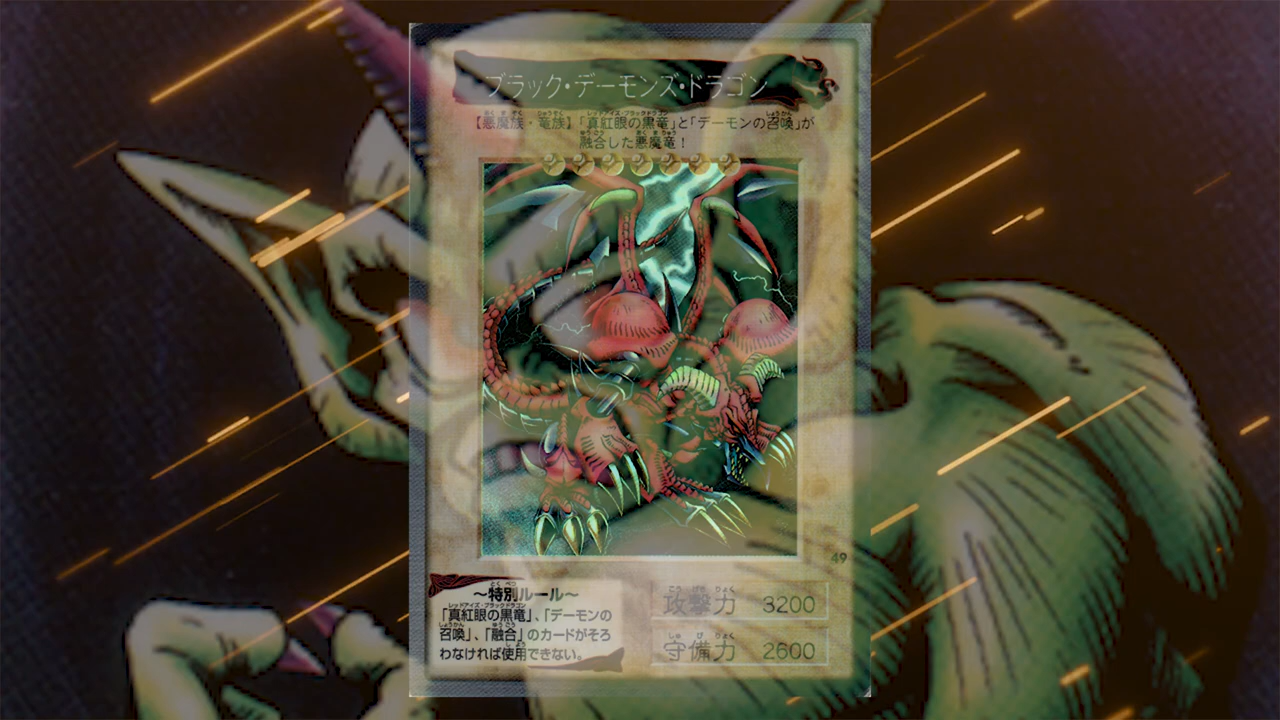 ブラック・デーモンズ・ドラゴン
【悪魔族・竜族】「真紅眼の黒竜」と「デーモンの召喚」が
融合した悪魔竜！
49
～特別ルール～
「真紅眼の黒竜」、「デーモンの
召喚」、「融合」のカードがそろ
わなければ使用できない。
攻撃力 3200
守備力 2600